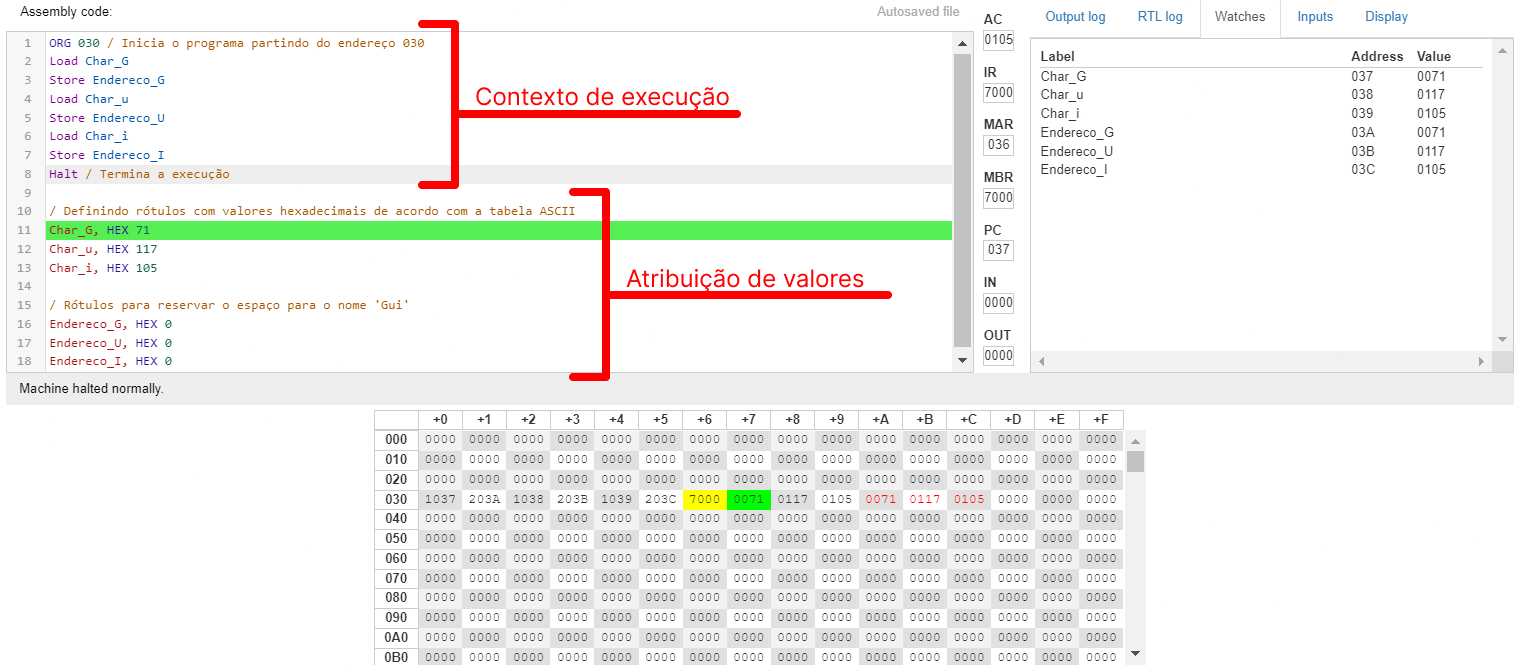 Assembly code:
Autosaved file
1 ORG 030 / Inicia o programa partindo do endereço 030
2 Load Char_G
3 Store Endereco_G
4 Load Char_u
5 Store Endereco_U
6 Load Char_i
7 Store Endereco_I
8 Halt / Termina a execução
9
10 / Definindo rótulos com valores hexadecimais de acordo com a tabela ASCII
11 Char_G, HEX 71
12 Char_u, HEX 117
13 Char_i, HEX 105
14
15 / Rótulos para reservar o espaço para o nome 'Gui'
16 Endereco_G, HEX 0
17 Endereco_U, HEX 0
18 Endereco_I, HEX 0
Contexto de execução
Atribuição de valores
Machine halted normally.
AC
0105
IR
7000
MAR
036
MBR
7000
PC
037
IN
0000
OUT
0000
Output log RTL log Watches Inputs Display
Label Address Value
Char_G 037 0071
Char_u 038 0117
Char_i 039 0105
Endereco_G 03A 0071
Endereco_U 03B 0117
Endereco_I 03C 0105
+0 +1 +2 +3 +4 +5 +6 +7 +8 +9 +A +B +C +D +E +F
000 0000 0000 0000 0000 0000 0000 0000 0000 0000 0000 0000 0000 0000 0000 0000 0000
010 0000 0000 0000 0000 0000 0000 0000 0000 0000 0000 0000 0000 0000 0000 0000 0000
020 0000 0000 0000 0000 0000 0000 0000 0000 0000 0000 0000 0000 0000 0000 0000 0000
030 1037 203A 1038 203B 1039 203C 7000 0071 0117 0105 0071 0117 0105 0000 0000 0000
040 0000 0000 0000 0000 0000 0000 0000 0000 0000 0000 0000 0000 0000 0000 0000 0000
050 0000 0000 0000 0000 0000 0000 0000 0000 0000 0000 0000 0000 0000 0000 0000 0000
060 0000 0000 0000 0000 0000 0000 0000 0000 0000 0000 0000 0000 0000 0000 0000 0000
070 0000 0000 0000 0000 0000 0000 0000 0000 0000 0000 0000 0000 0000 0000 0000 0000
080 0000 0000 0000 0000 0000 0000 0000 0000 0000 0000 0000 0000 0000 0000 0000 0000
090 0000 0000 0000 0000 0000 0000 0000 0000 0000 0000 0000 0000 0000 0000 0000 0000
0A0 0000 0000 0000 0000 0000 0000 0000 0000 0000 0000 0000 0000 0000 0000 0000 0000
0B0 0000 0000 0000 0000 0000 0000 0000 0000 0000 0000 0000 0000 0000 0000 0000 0000